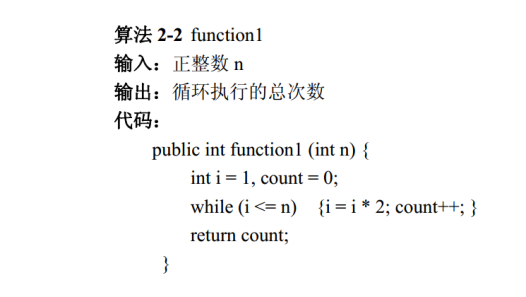 算法 2-2 function1
输入：正整数 n
输出：循环执行的总次数
代码：
public int function1 (int n) {
int i = 1, count = 0;
while (i <= n) {i = i * 2; count++; }
return count;
}